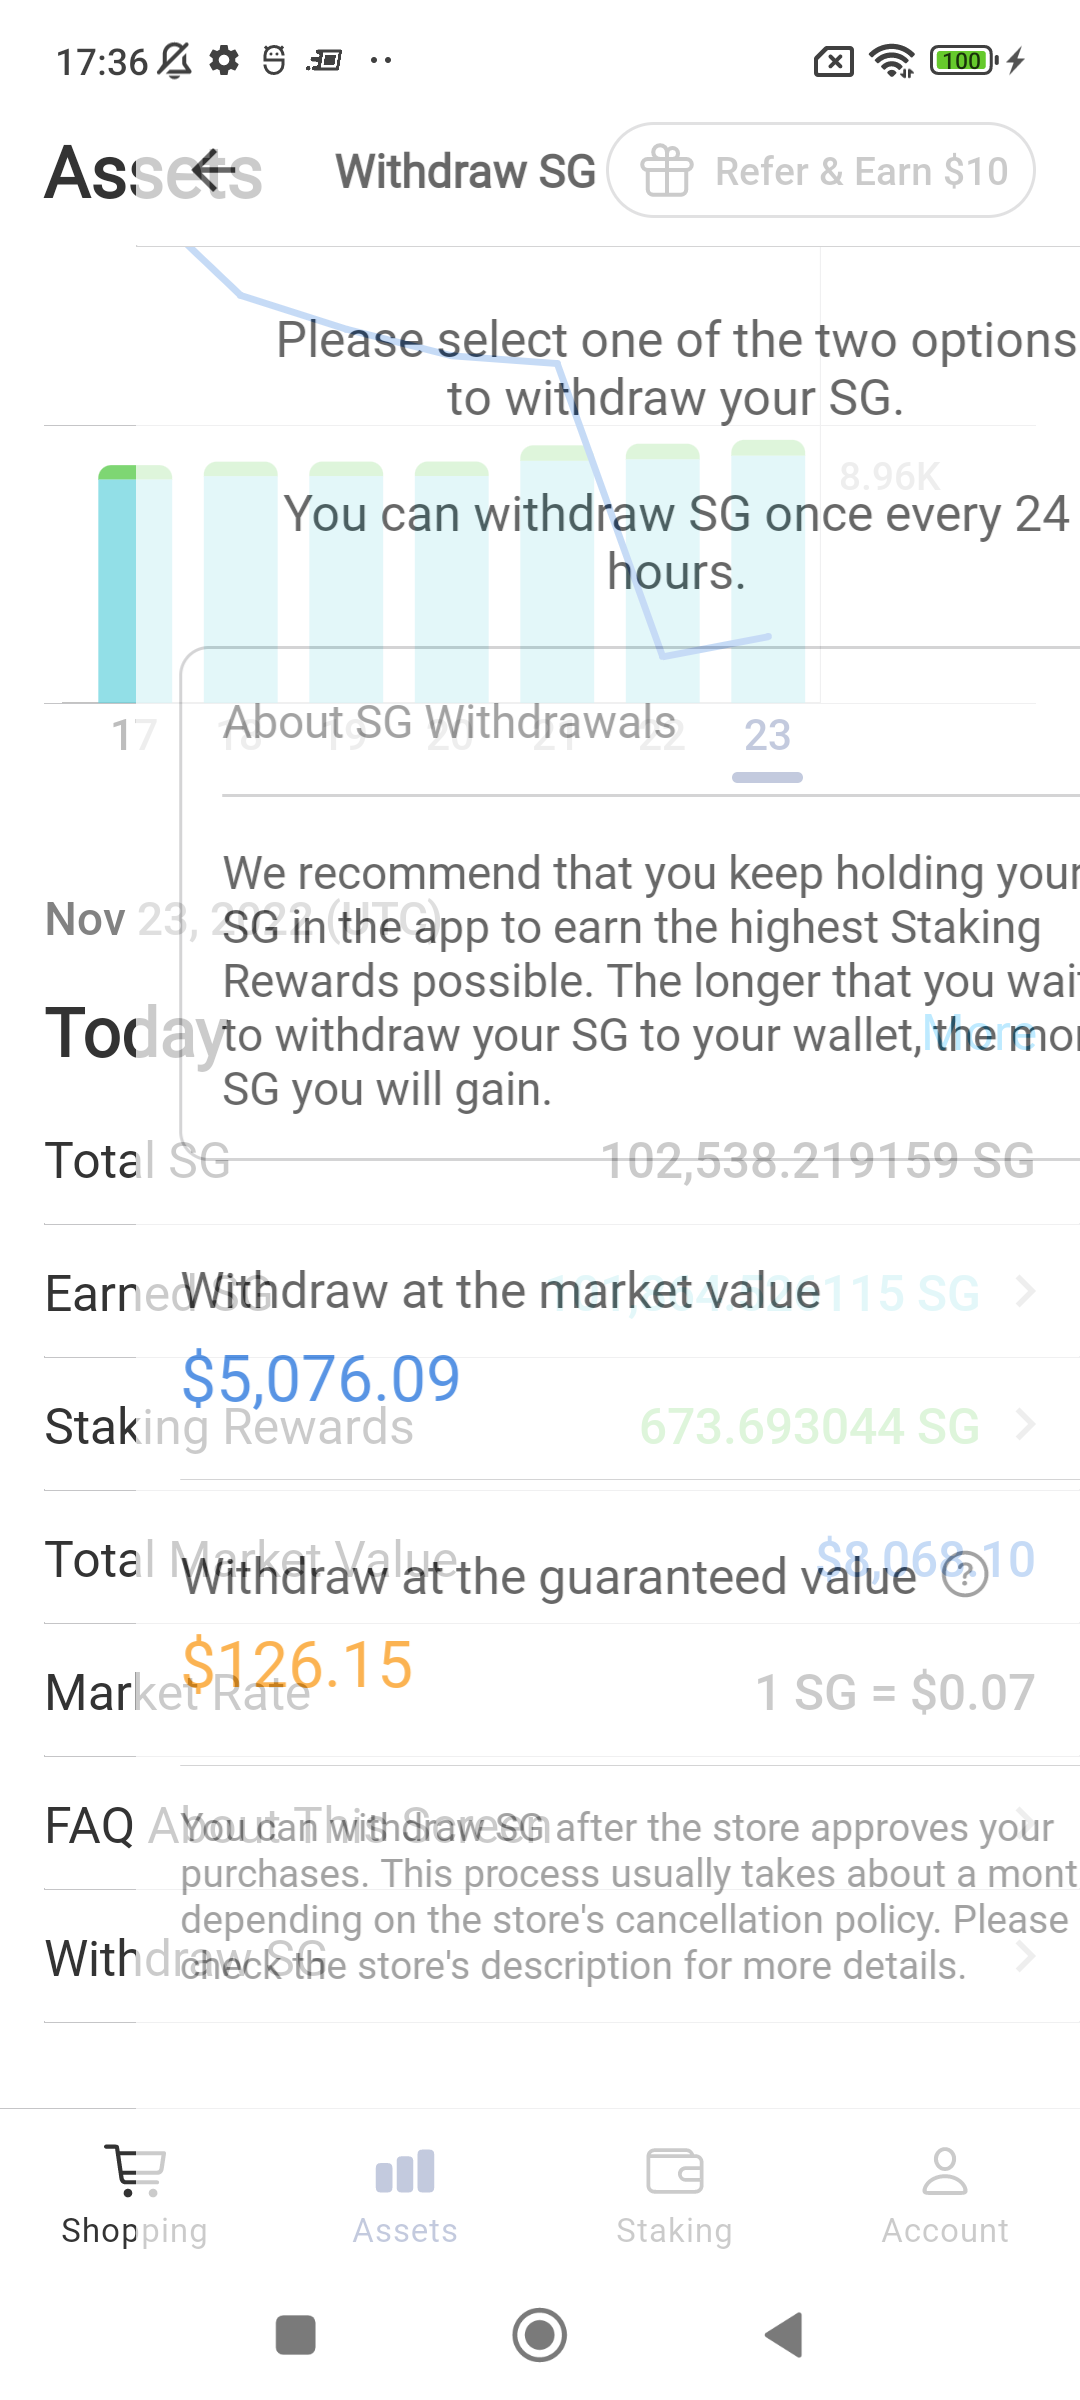 17:36
100
Assets
Withdraw SG
Refer & Earn $10
Please select one of the two options
to withdraw your SG.
8.96K
You can withdraw SG once every 24
hours.
17 18 19 20 21 22 23
About SG Withdrawals
Nov 23, 2022 (UTC)
We recommend that you keep holding your
SG in the app to earn the highest Staking
Rewards possible. The longer that you wai
to withdraw your SG to your wallet, the mor
SG you will gain.
Today
More
Total SG
102,538.219159 SG
Earned SG
SG
Withdraw at the market value
$5,076.09
Staking Rewards
673.693044 SG
Total Market Value
$8,068.10
Withdraw at the guaranteed value
?
$126.15
Market Rate
1 SG = $0.07
FAQ About This Screen
You can withdraw SG after the store approves your
purchases. This process usually takes about a mont
depending on the store's cancellation policy. Please
check the store's description for more details.
Withdraw SG
Shopping
Assets
Staking
Account